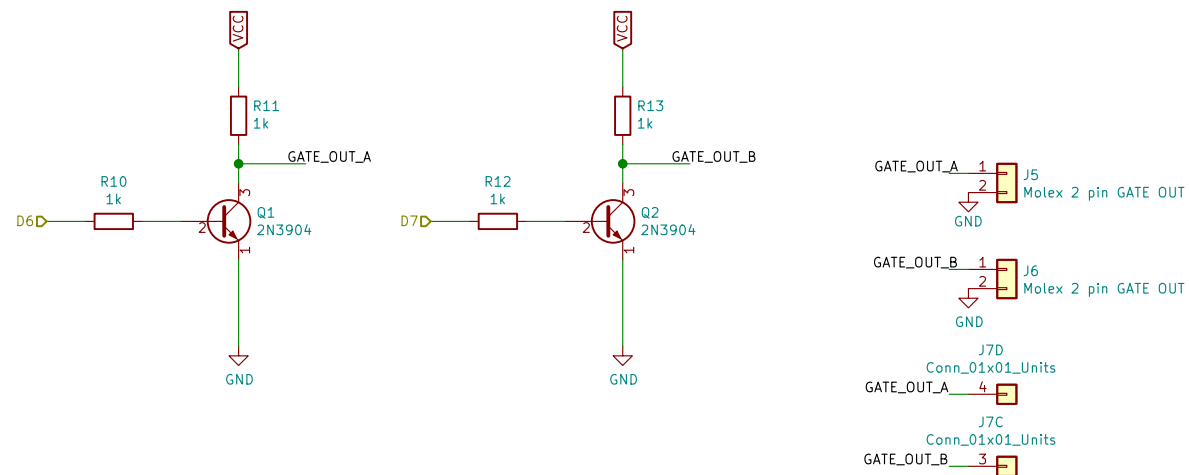 VCC
R11
1k
GATE_OUT_A
3
R10
1k
D6
2
Q1
2N3904
1
GND
VCC
R13
1k
GATE_OUT_B
3
R12
1k
D7
2
Q2
2N3904
1
GND
GATE_OUT_A
1
2
J5
Molex 2 pin GATE OUT
GND
GATE_OUT_B
1
2
J6
Molex 2 pin GATE OUT
GND
J7D
Conn_01x01_Units
GATE_OUT_A
4
J7C
Conn_01x01_Units
GATE_OUT_B
3